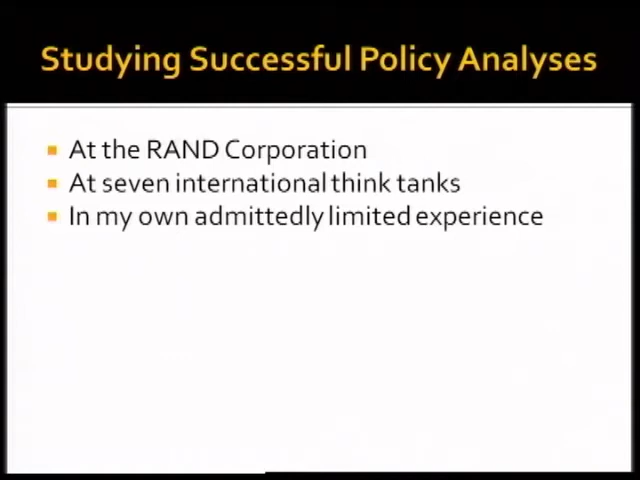 Studying Successful Policy Analyses
At the RAND Corporation
At seven international think tanks
In my own admittedly limited experience